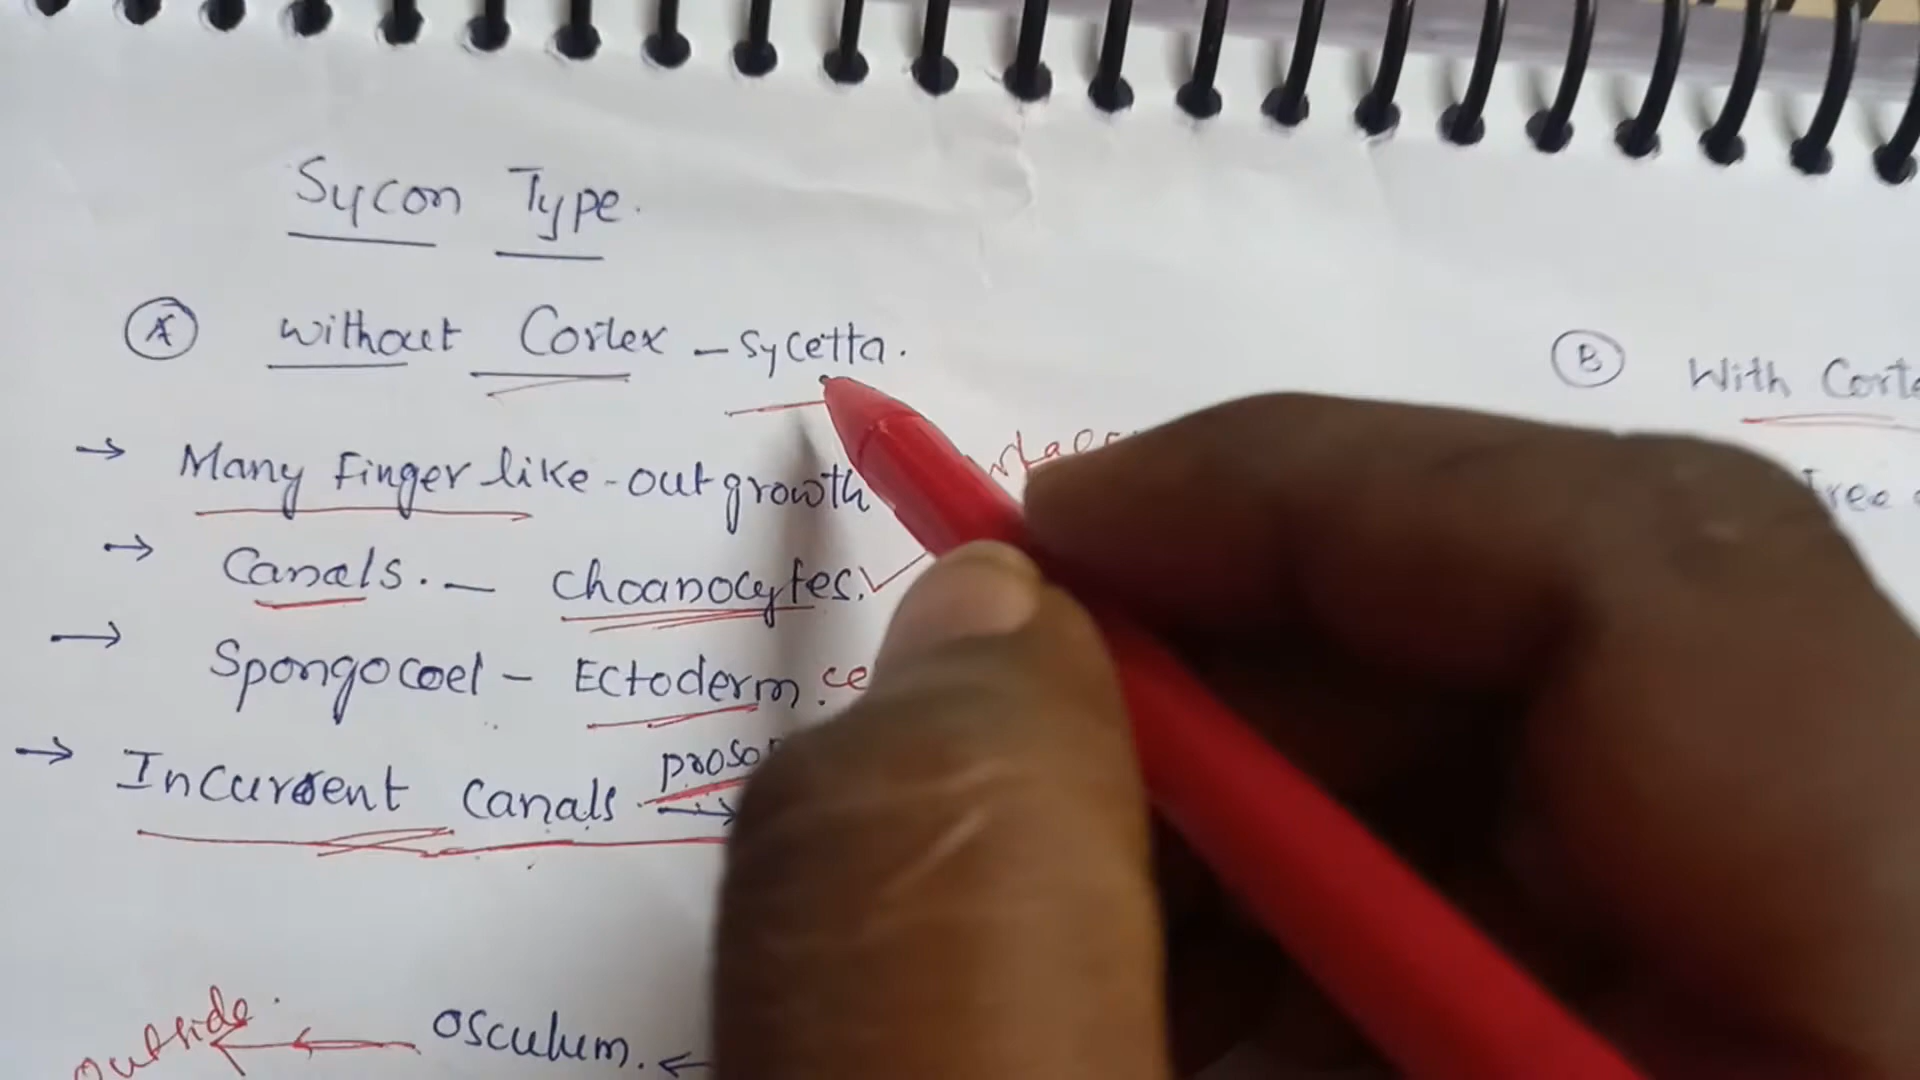 Sycon Type.
(A) without Cortex - sycetta.
→ Many Finger like - out growth
→ Canals. - Choanocytes.
→ Spongocoel - Ectoderm.
→ Incurrent Canals →
Outside ← osculum. ←
(B) With